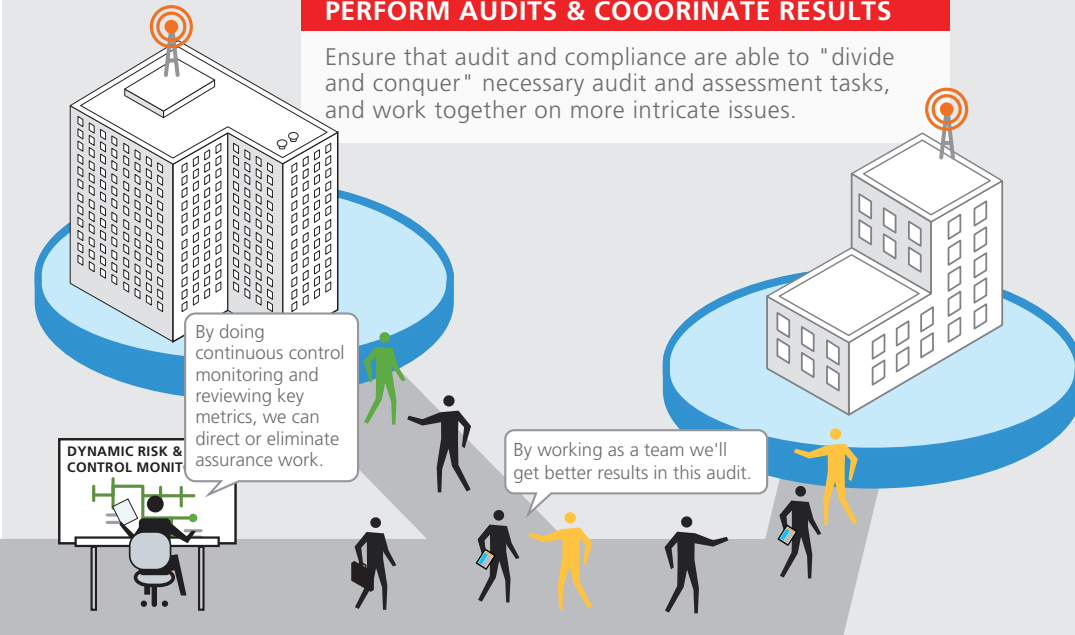 PERFORM AUDITS & COOORINATE RESULTS
Ensure that audit and compliance are able to "divide
and conquer" necessary audit and assessment tasks,
and work together on more intricate issues.
By doing
continuous control
monitoring and
reviewing key
metrics, we can
direct or eliminate
assurance work.
DYNAMIC RISK &
CONTROL
By working as a team we'll
get better results in this audit.